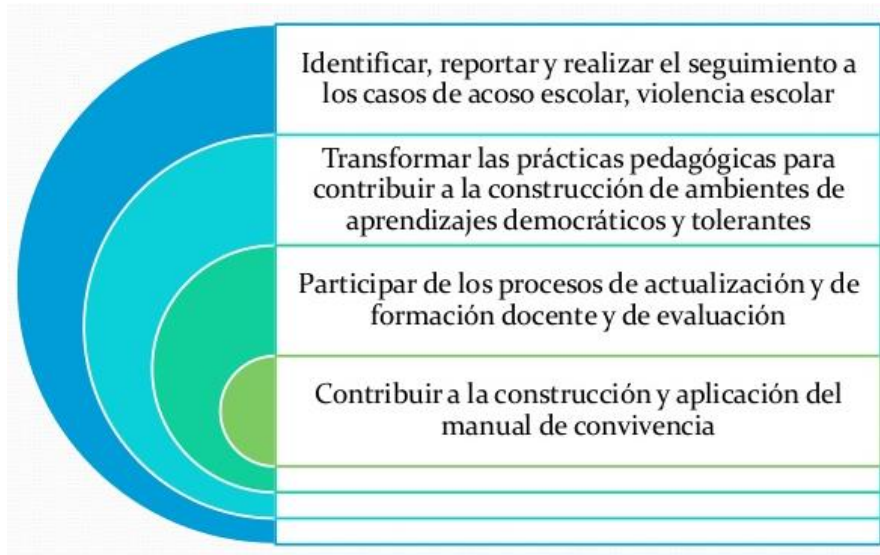 Identificar, reportar y realizar el seguimiento a
los casos de acoso escolar, violencia escolar
Transformar las prácticas pedagógicas para
contribuir a la construcción de ambientes de
aprendizajes democráticos y tolerantes
Participar de los procesos de actualización y de
formación docente y de evaluación
Contribuir a la construcción y aplicación del
manual de convivencia